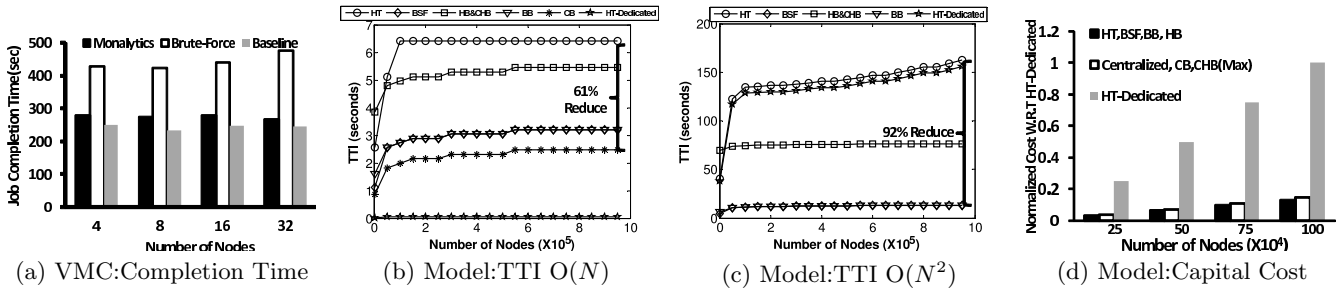 Monalytics Brute-Force Baseline
Job Completion Time(sec)
500
400
300
200
100
0
4 8 16 32
Number of Nodes
(a) VMC:Completion Time
HT BSF HB&CHB BB CB HT-Dedicated
TTI (seconds)
7
6
5
4
3
2
1
0
61%
Reduce
0 2 4 6 8 10
Number of Nodes (X10^5)
(b) Model:TTI O(N)
HT BSF HB&CHB BB HT-Dedicated
TTI (seconds)
200
150
100
50
0
92% Reduce
0 2 4 6 8 10
Number of Nodes (X10^5)
(c) Model:TTI O(N^2)
Normalized Cost W.R.T HT-Dedicated
1.2
1
0.8
0.6
0.4
0.2
0
HT,BSF,BB, HB
Centralized, CB,CHB(Max)
HT-Dedicated
25 50 75 100
Number of Nodes (X10^4)
(d) Model:Capital Cost